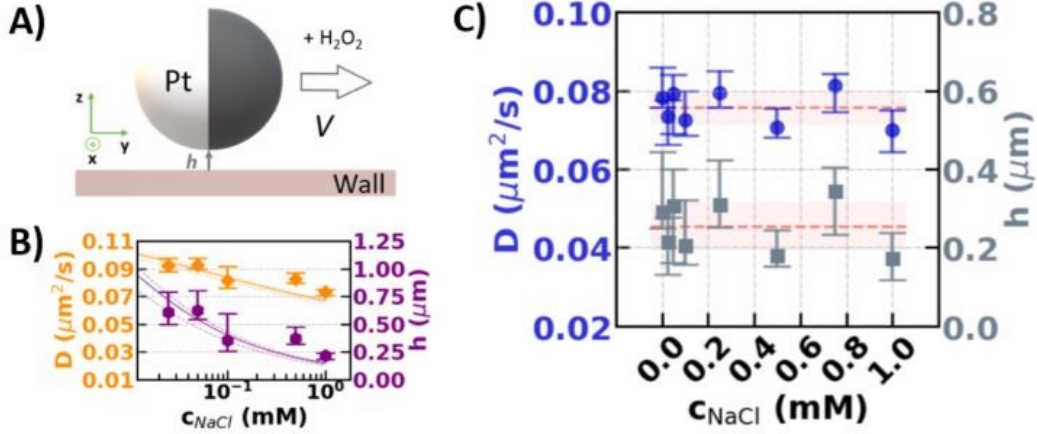 A)
Pt
+ H₂O₂
V
z
x
y
h
Wall
B)
D (μm²/s)
0.11
0.09
0.07
0.05
0.03
0.01
1.25
1.00
0.75
0.50
0.25
0.00
h (μm)
10⁻¹
10⁰
c_NaCl (mM)
C)
D (μm²/s)
0.10
0.08
0.06
0.04
0.02
0.8
0.6
0.4
0.2
0.0
h (μm)
0.0 0.2 0.4 0.6 0.8 1.0
c_NaCl (mM)